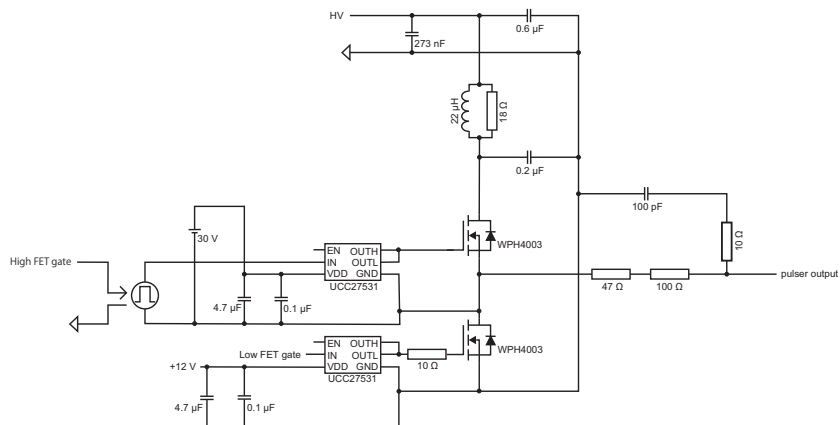 HV
0.6 µF
273 nF
22 µH
18 Ω
0.2 µF
100 pF
10 Ω
WPH4003
30 V
EN OUTH
IN OUTL
VDD GND
UCC27531
High FET gate
4.7 µF
0.1 µF
47 Ω
100 Ω
pulser output
EN OUTH
IN OUTL
VDD GND
UCC27531
Low FET gate
10 Ω
WPH4003
+12 V
4.7 µF
0.1 µF